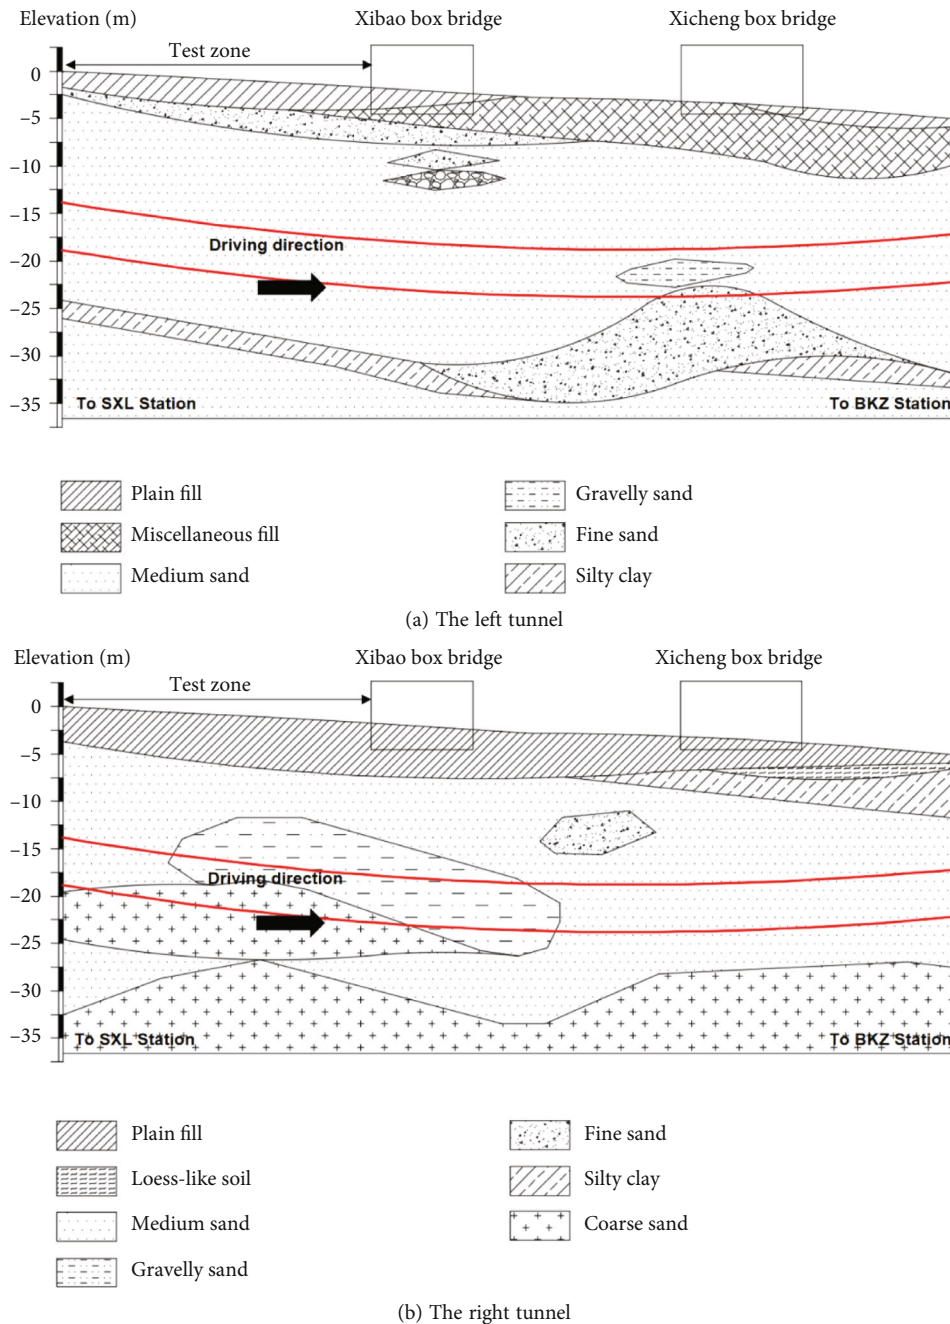 Elevation (m)
Xibao box bridge
Xicheng box bridge
Test zone
0
−5
−10
−15
Driving direction
−20
−25
−30
−35
To SXL Station
To BKZ Station
Plain fill
Gravelly sand
Miscellaneous fill
Fine sand
Medium sand
Silty clay
(a) The left tunnel
Elevation (m)
Xibao box bridge
Xicheng box bridge
Test zone
0
−5
−10
−15
Driving direction
−20
−25
−30
−35
To SXL Station
To BKZ Station
Plain fill
Fine sand
Loess-like soil
Silty clay
Medium sand
Coarse sand
Gravelly sand
(b) The right tunnel